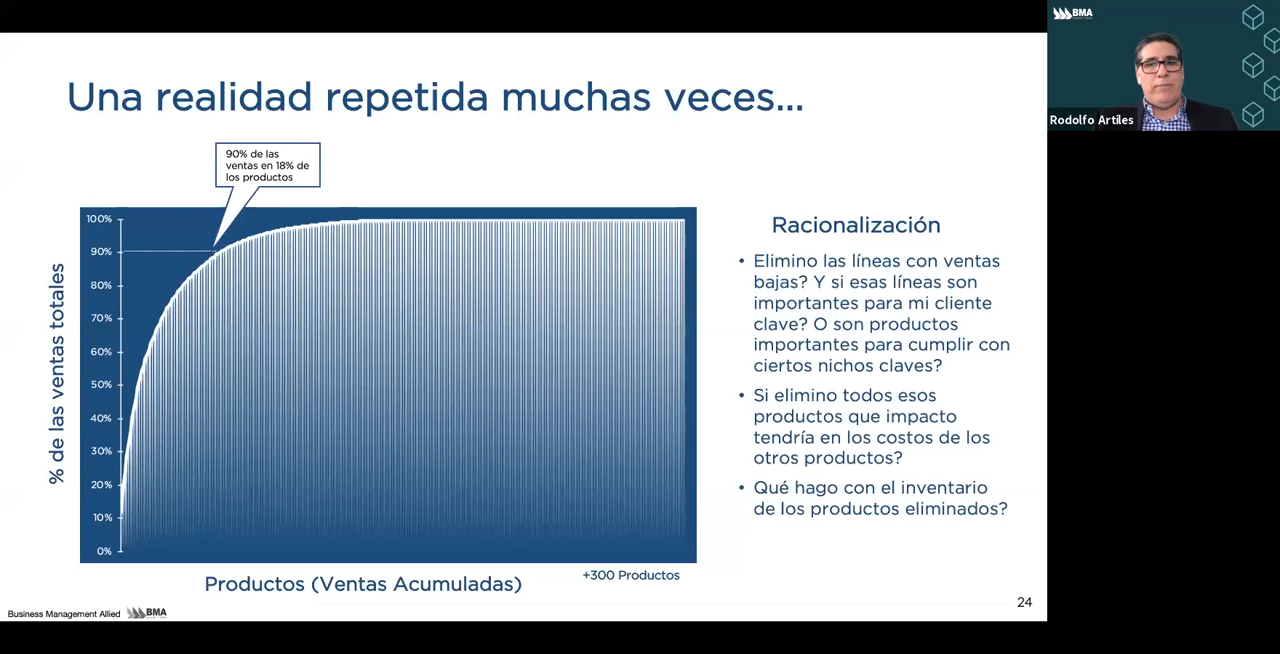 Una realidad repetida muchas veces...
90% de las
ventas en 18% de
los productos
100%
90%
80%
70%
60%
50%
40%
30%
20%
10%
0%
% de las ventas totales
Productos (Ventas Acumuladas)
+300 Productos
Racionalización
• Elimino las líneas con ventas
bajas? Y si esas líneas son
importantes para mi cliente
clave? O son productos
importantes para cumplir con
ciertos nichos claves?
• Si elimino todos esos
productos que impacto
tendría en los costos de los
otros productos?
• Qué hago con el inventario
de los productos eliminados?
Business Management Allied
BMA
24
BMA
Rodolfo Artiles